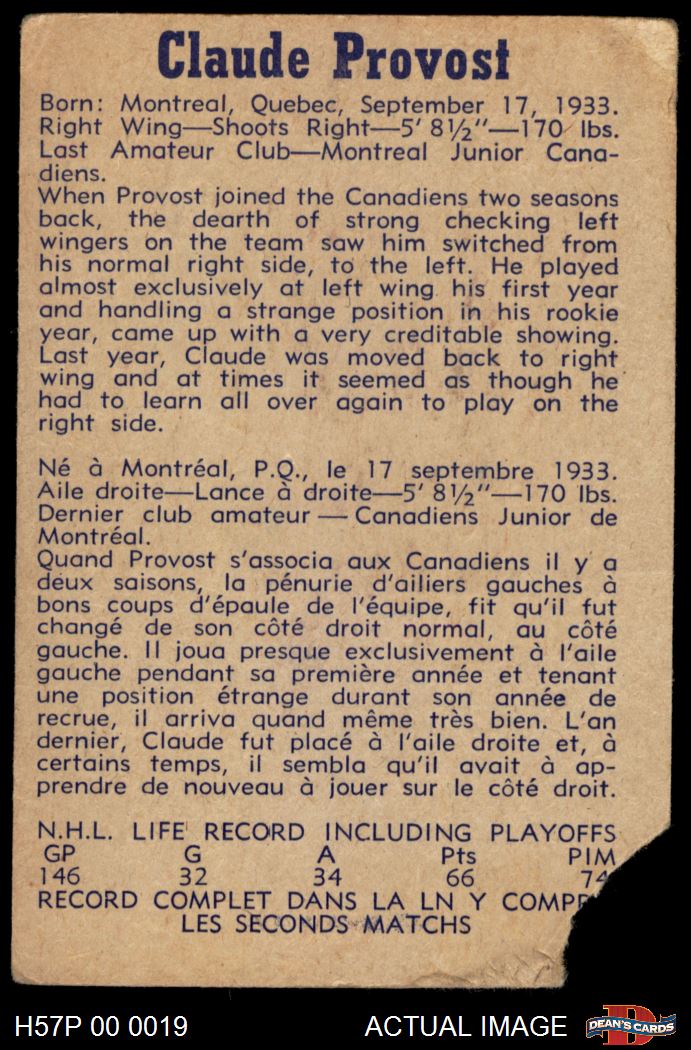 Claude Provost
Born: Montreal, Quebec, September 17, 1933.
Right Wing—Shoots Right—5' 8½"—170 lbs.
Last Amateur Club—Montreal Junior Cana-
diens.
When Provost joined the Canadiens two seasons
back, the dearth of strong checking left
wingers on the team saw him switched from
his normal right side, to the left. He played
almost exclusively at left wing his first year
and handling a strange position in his rookie
year, came up with a very creditable showing.
Last year, Claude was moved back to right
wing and at times it seemed as though he
had to learn all over again to play on the
right side.
Né à Montréal, P.Q., le 17 septembre 1933.
Aile droite—Lance à droite—5' 8½"—170 lbs.
Dernier club amateur — Canadiens Junior de
Montréal.
Quand Provost s'associa aux Canadiens il y a
deux saisons, la pénurie d'ailiers gauches à
bons coups d'épaule de l'équipe, fit qu'il fut
changé de son côté droit normal, au côté
gauche. Il joua presque exclusivement à l'aile
gauche pendant sa première année et tenant
une position étrange durant son année de
recrue, il arriva quand même très bien. L'an
dernier, Claude fut placé à l'aile droite et, à
certains temps, il sembla qu'il avait à ap-
prendre de nouveau à jouer sur le côté droit.
N.H.L. LIFE RECORD INCLUDING PLAYOFFS
GP G A Pts PIM
146 32 34 66 74
RECORD COMPLET DANS LA LN Y
LES SECONDS MATCHS
H57P 00 0019 ACTUAL IMAGE DEAN'S CARDS